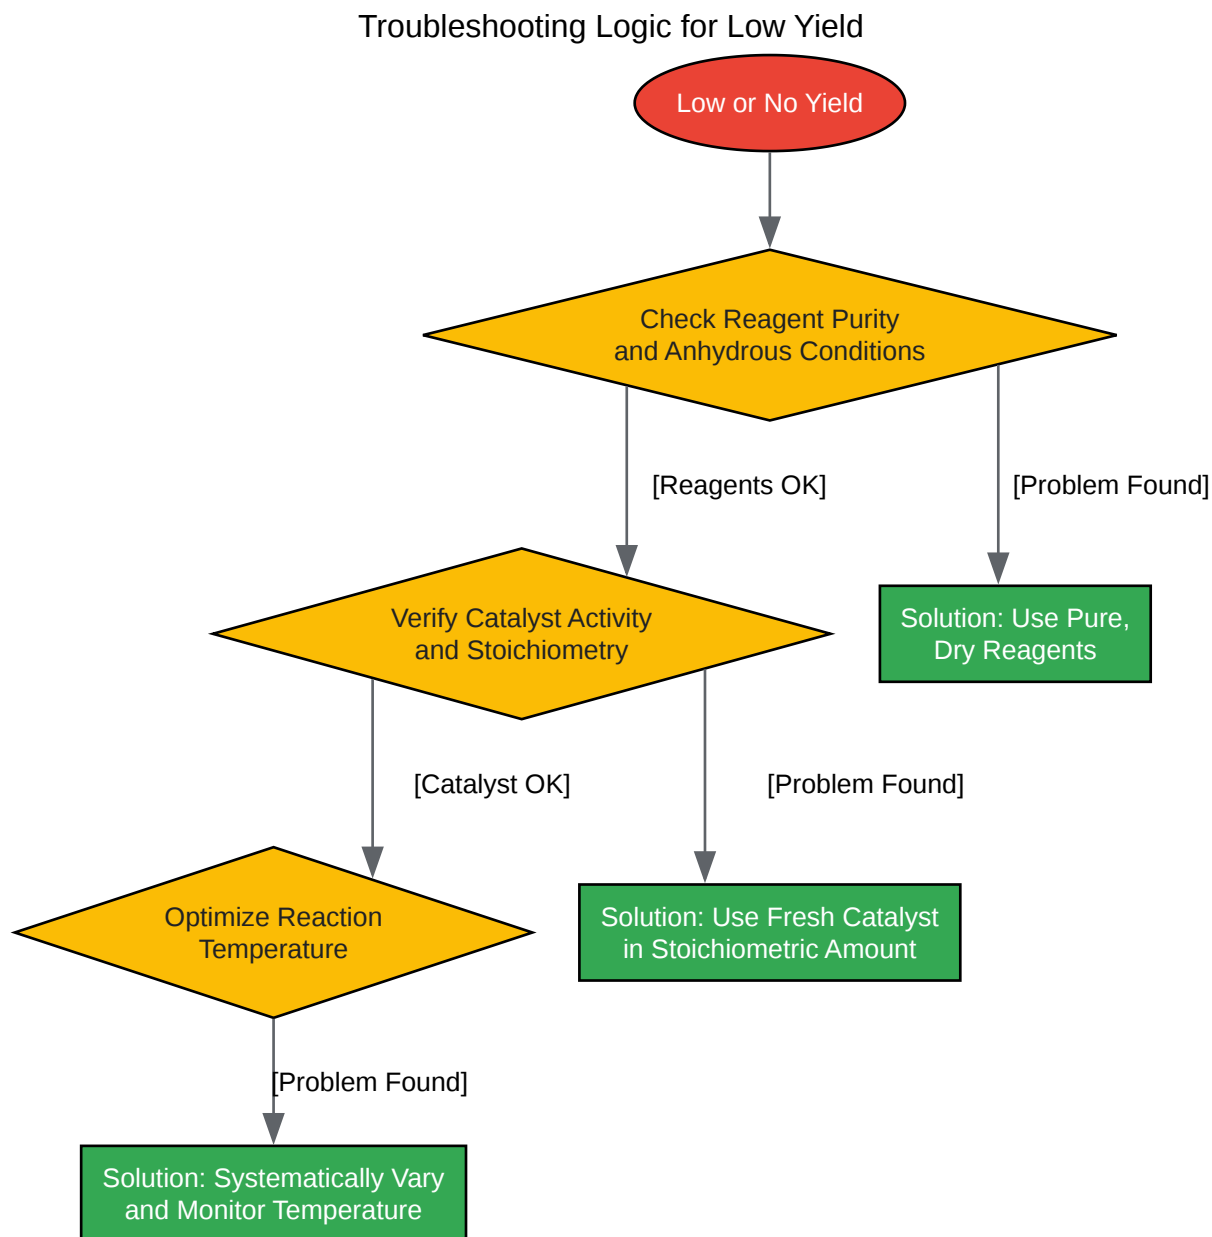 Troubleshooting Logic for Low Yield
Low or No Yield
Check Reagent Purity
and Anhydrous Conditions
[Reagents OK]
[Problem Found]
Verify Catalyst Activity
and Stoichiometry
Solution: Use Pure,
Dry Reagents
[Catalyst OK]
[Problem Found]
Optimize Reaction
Temperature
Solution: Use Fresh Catalyst
in Stoichiometric Amount
[Problem Found]
Solution: Systematically Vary
and Monitor Temperature